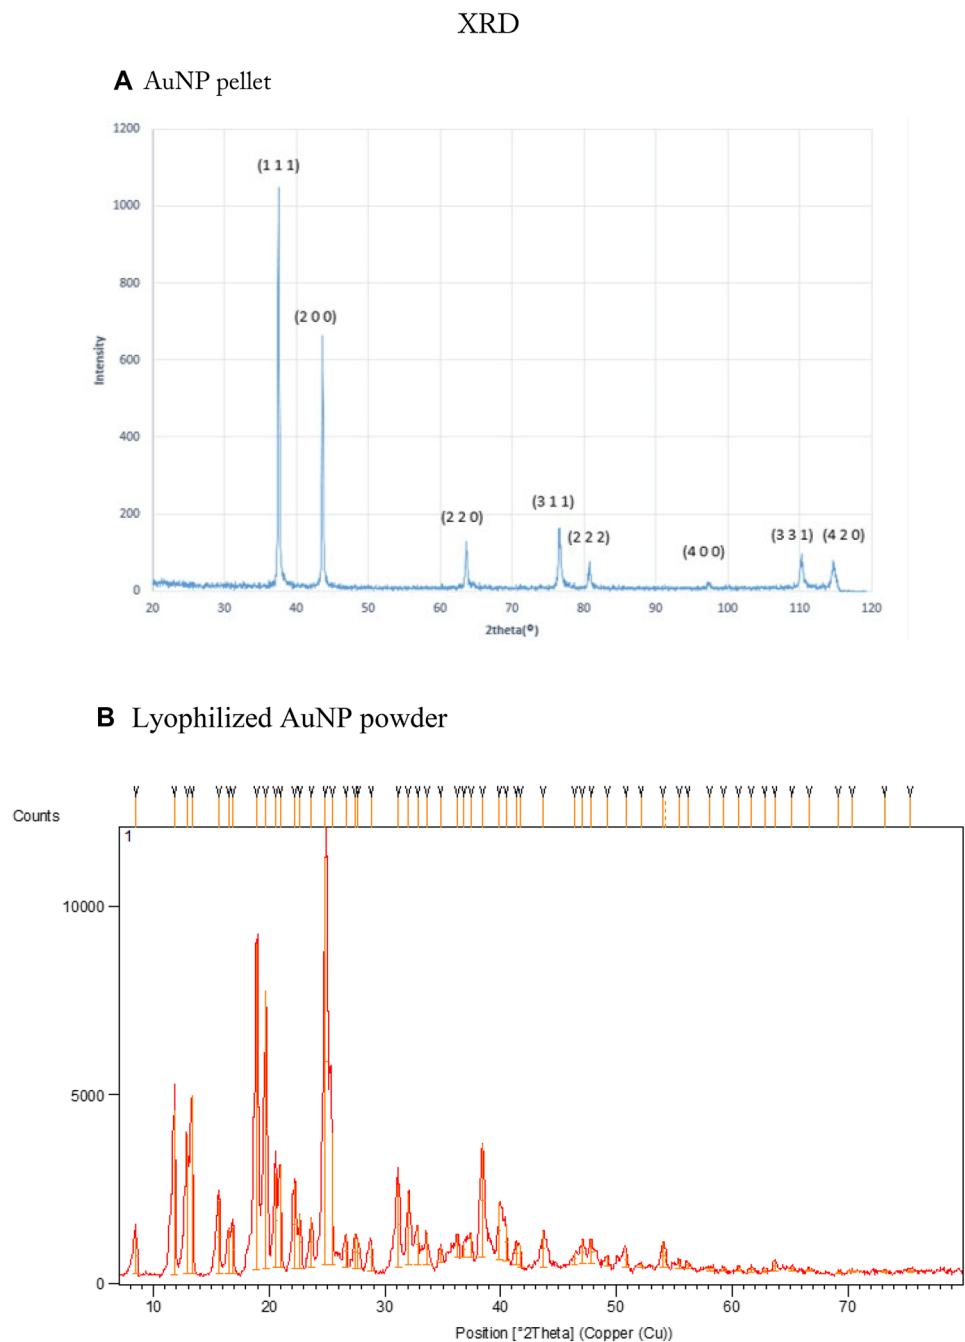 XRD
A AuNP pellet
1200
1000
800
600
400
200
0
Intensity
(1 1 1)
(2 0 0)
(2 2 0)
(3 1 1)
(2 2 2)
(4 0 0)
(3 3 1)
(4 2 0)
20 30 40 50 60 70 80 90 100 110 120
2theta(º)
B Lyophilized AuNP powder
Counts
1
10000
5000
0
10 20 30 40 50 60 70
Position [°2Theta] (Copper (Cu))